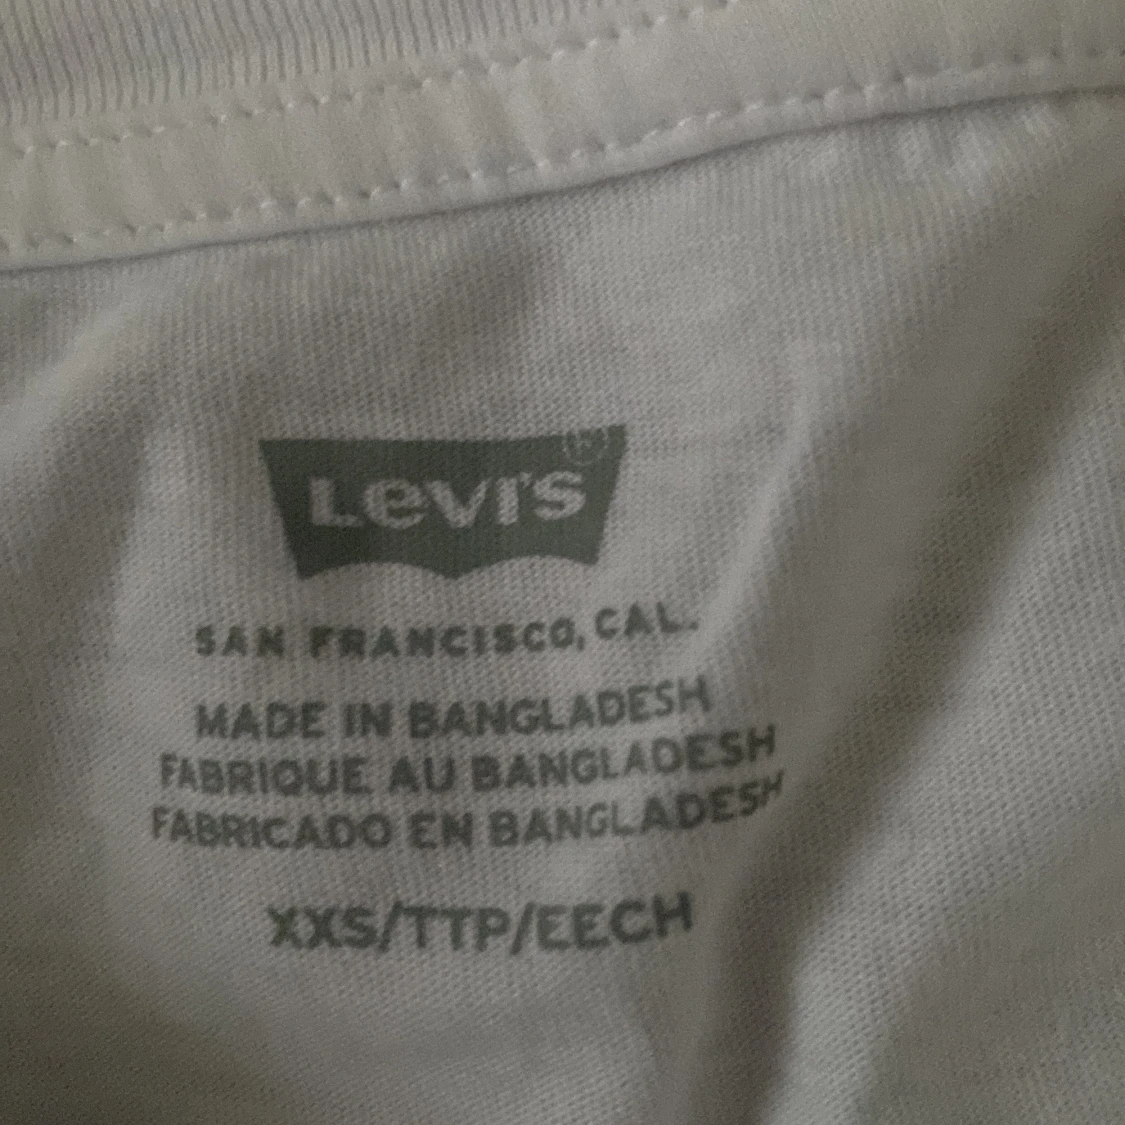 Levi's ®
SAN FRANCISCO, CAL.
MADE IN BANGLADESH
FABRIQUE AU BANGLADESH
FABRICADO EN BANGLADESH
XXS/TTP/EECH